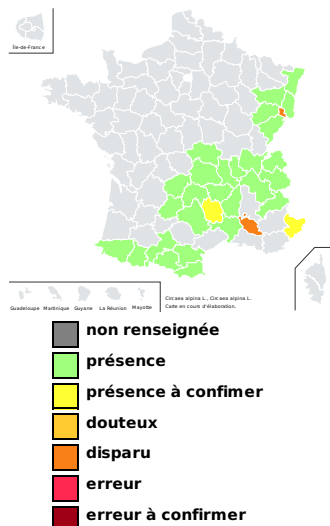 Île-de-France
Guadeloupe Martinique Guyane La Réunion Mayotte
Circaea alpina L., Circaea alpina L.
Carte en cours d'élaboration.
non renseignée
présence
présence à confimer
douteux
disparu
erreur
erreur à confirmer